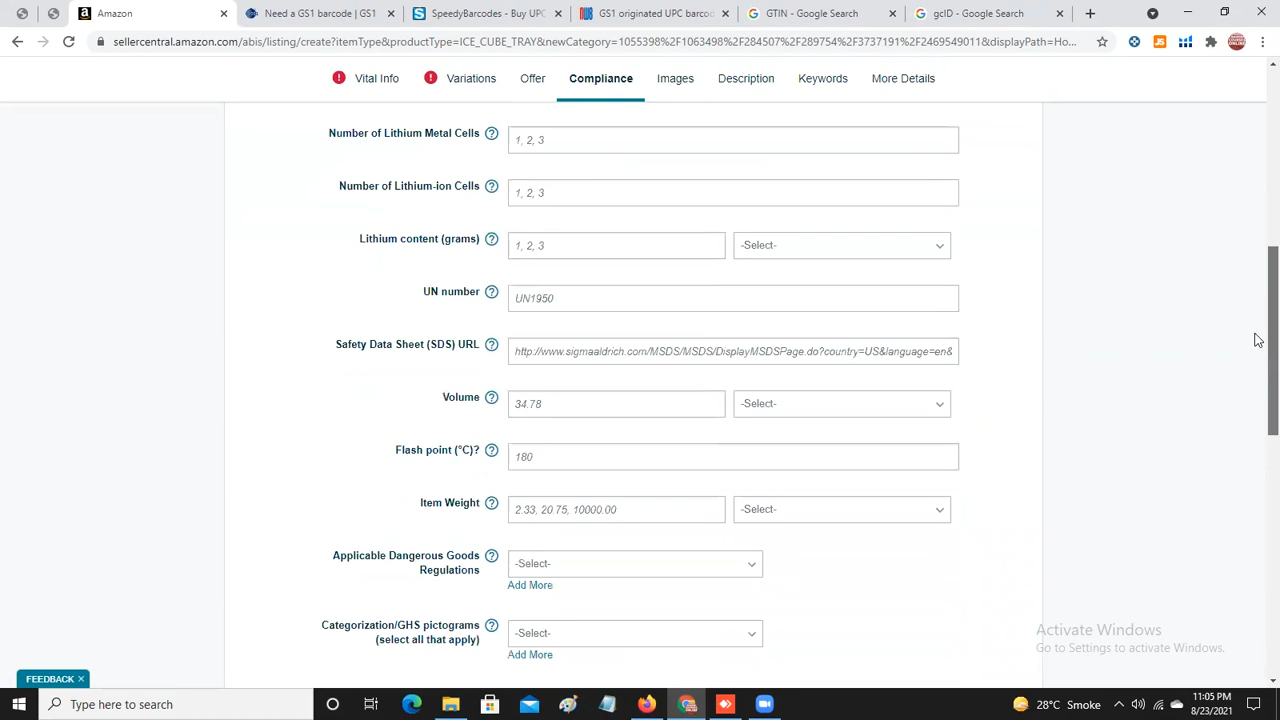 Amazon
Need a GS1 barcode | GS1
SpeedyBarcodes - Buy UPC
GS1 originated UPC barcod
GTIN - Google Search
gcID - Google Search
sellercentral.amazon.com/abis/listing/create?itemType&productType=ICE_CUBE_TRAY&newCategory=1055398%2F1063498%2F284507%2F289754%2F3737191%2F2469549011&displayPath=Ho...
Vital Info
Variations
Offer
Compliance
Images
Description
Keywords
More Details
Number of Lithium Metal Cells
1, 2, 3
Number of Lithium-ion Cells
1, 2, 3
Lithium content (grams)
1, 2, 3
-Select-
UN number
UN1950
Safety Data Sheet (SDS) URL
http://www.sigmaaldrich.com/MSDS/MSDS/DisplayMSDSPage.do?country=US&language=en&
Volume
34.78
-Select-
Flash point (°C)?
180
Item Weight
2.33, 20.75, 10000.00
-Select-
Applicable Dangerous Goods
Regulations
-Select-
Add More
Categorization/GHS pictograms
(select all that apply)
-Select-
Add More
Activate Windows
Go to Settings to activate Windows.
FEEDBACK
Type here to search
28°C Smoke
11:05 PM
8/23/2021